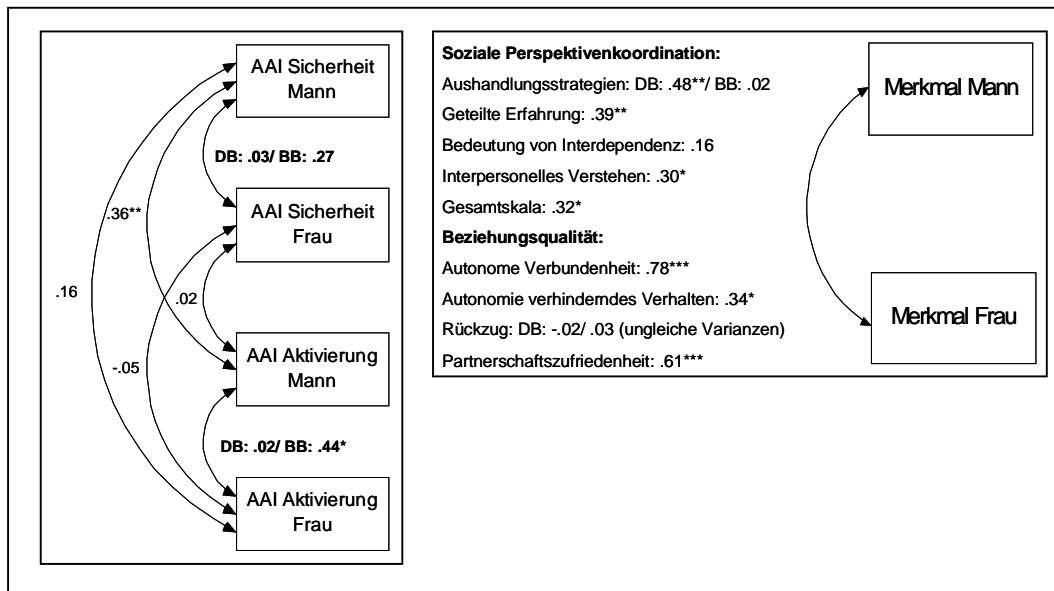 AAI Sicherheit
Mann
DB: .03/ BB: .27
.36**
AAI Sicherheit
Frau
.16
.02
-.05
AAI Aktivierung
Mann
DB: .02/ BB: .44*
AAI Aktivierung
Frau
Soziale Perspektivenkoordination:
Aushandlungsstrategien: DB: .48**/ BB: .02
Geteilte Erfahrung: .39**
Bedeutung von Interdependenz: .16
Interpersonelles Verstehen: .30*
Gesamtskala: .32*
Beziehungsqualität:
Autonome Verbundenheit: .78***
Autonomie verhinderndes Verhalten: .34*
Rückzug: DB: -.02/ .03 (ungleiche Varianzen)
Partnerschaftszufriedenheit: .61***
Merkmal Mann
Merkmal Frau